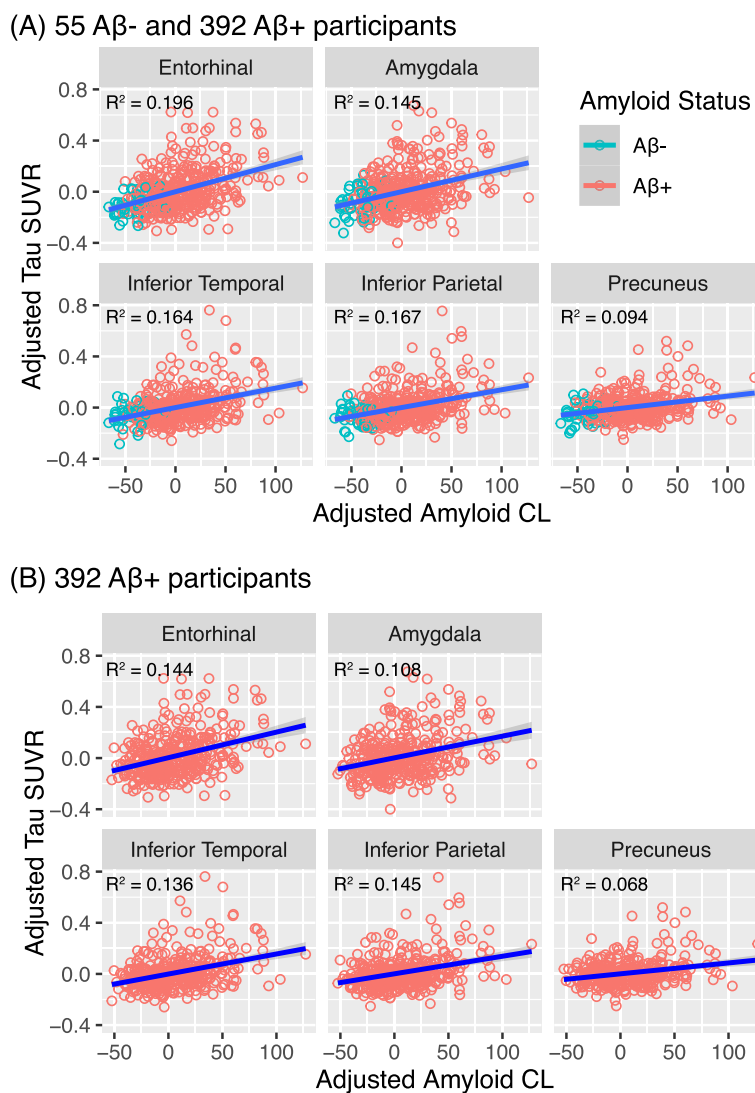 (A) 55 Aβ- and 392 Aβ+ participants
Entorhinal
Amygdala
Amyloid Status
Aβ-
Aβ+
R² = 0.196
R² = 0.145
0.8
0.4
0.0
−0.4
Adjusted Tau SUVR
Inferior Temporal
Inferior Parietal
Precuneus
R² = 0.164
R² = 0.167
R² = 0.094
0.8
0.4
0.0
−0.4
−50 0 50 100
−50 0 50 100
−50 0 50 100
Adjusted Amyloid CL
(B) 392 Aβ+ participants
Entorhinal
Amygdala
R² = 0.144
R² = 0.108
0.8
0.4
0.0
−0.4
Adjusted Tau SUVR
Inferior Temporal
Inferior Parietal
Precuneus
R² = 0.136
R² = 0.145
R² = 0.068
0.8
0.4
0.0
−0.4
−50 0 50 100
−50 0 50 100
−50 0 50 100
Adjusted Amyloid CL